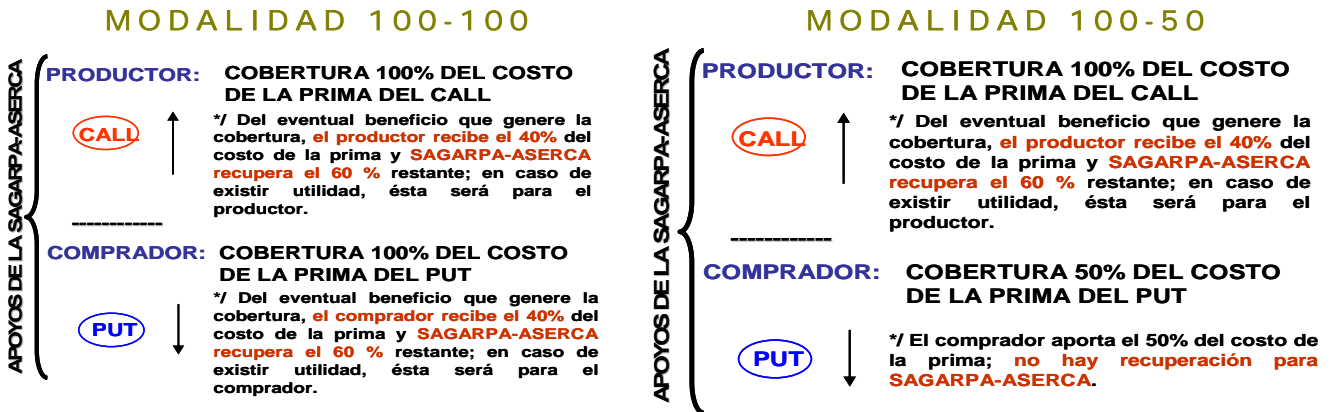 MODALIDAD 100-100
APOYOS DE LA SAGARPA-ASERCA
PRODUCTOR:
COBERTURA 100% DEL COSTO
DE LA PRIMA DEL CALL
CALL
*/ Del eventual beneficio que genere la
cobertura, el productor recibe el 40% del
costo de la prima y SAGARPA-ASERCA
recupera el 60 % restante; en caso de
existir utilidad, ésta será para el
productor.
------------
COMPRADOR:
COBERTURA 100% DEL COSTO
DE LA PRIMA DEL PUT
PUT
*/ Del eventual beneficio que genere la
cobertura, el comprador recibe el 40% del
costo de la prima y SAGARPA-ASERCA
recupera el 60 % restante; en caso de
existir utilidad, ésta será para el
comprador.
MODALIDAD 100-50
APOYOS DE LA SAGARPA-ASERCA
PRODUCTOR:
COBERTURA 100% DEL COSTO
DE LA PRIMA DEL CALL
CALL
*/ Del eventual beneficio que genere la
cobertura, el productor recibe el 40% del
costo de la prima y SAGARPA-ASERCA
recupera el 60 % restante; en caso de
existir utilidad, ésta será para el
productor.
------------
COMPRADOR:
COBERTURA 50% DEL COSTO
DE LA PRIMA DEL PUT
PUT
*/ El comprador aporta el 50% del costo de
la prima; no hay recuperación para
SAGARPA-ASERCA.